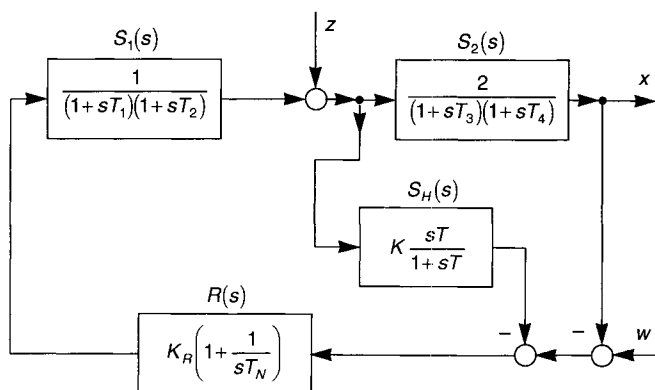 z
S₁(s)
S₂(s)
1
(1+sT₁)(1+sT₂)
2
(1+sT₃)(1+sT₄)
x
S_H(s)
K sT
1+sT
R(s)
K_R(1+ 1
sT_N)
−
−
w